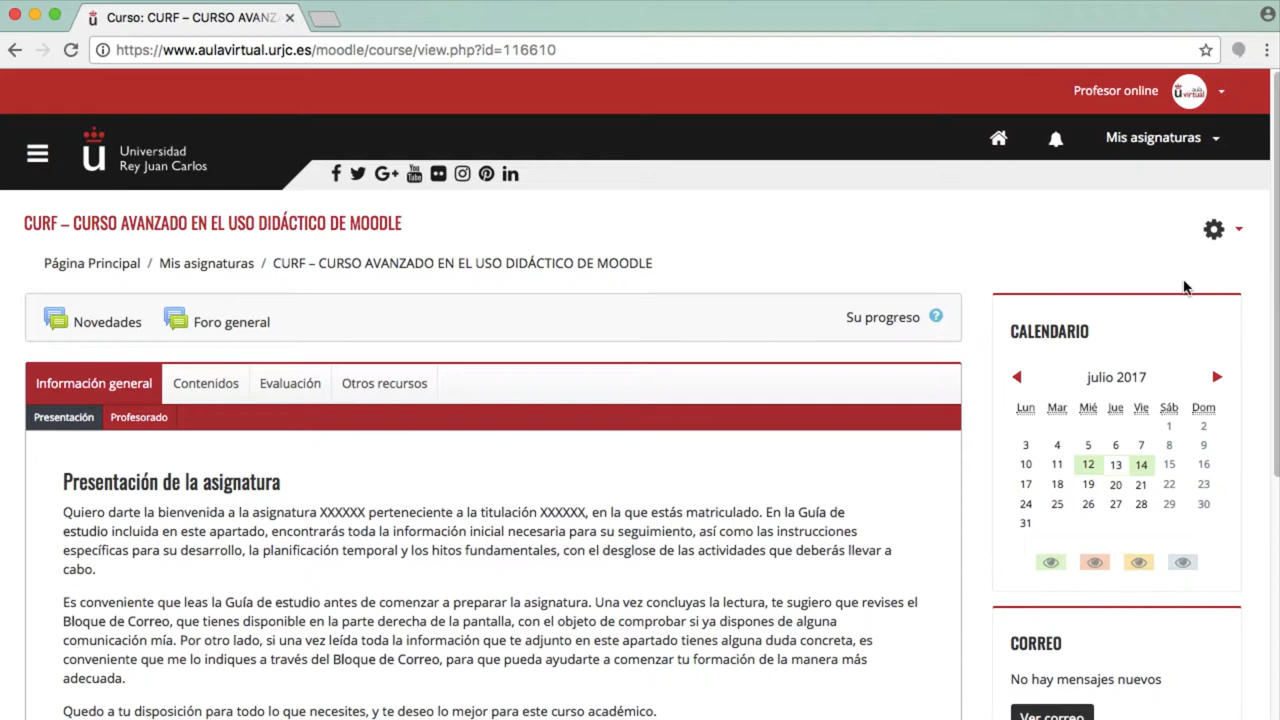 Curso: CURF – CURSO AVANZ
https://www.aulavirtual.urjc.es/moodle/course/view.php?id=116610
Profesor online
Universidad
Rey Juan Carlos
Mis asignaturas
CURF – CURSO AVANZADO EN EL USO DIDÁCTICO DE MOODLE
Página Principal / Mis asignaturas / CURF – CURSO AVANZADO EN EL USO DIDÁCTICO DE MOODLE
Novedades Foro general Su progreso
Información general Contenidos Evaluación Otros recursos
Presentación Profesorado
Presentación de la asignatura
Quiero darte la bienvenida a la asignatura XXXXXX perteneciente a la titulación XXXXXX, en la que estás matriculado. En la Guía de
estudio incluida en este apartado, encontrarás toda la información inicial necesaria para su seguimiento, así como las instrucciones
específicas para su desarrollo, la planificación temporal y los hitos fundamentales, con el desglose de las actividades que deberás llevar a
cabo.
Es conveniente que leas la Guía de estudio antes de comenzar a preparar la asignatura. Una vez concluyas la lectura, te sugiero que revises el
Bloque de Correo, que tienes disponible en la parte derecha de la pantalla, con el objeto de comprobar si ya dispones de alguna
comunicación mía. Por otro lado, si una vez leída toda la información que te adjunto en este apartado tienes alguna duda concreta, es
conveniente que me lo indiques a través del Bloque de Correo, para que pueda ayudarte a comenzar tu formación de la manera más
adecuada.
Quedo a tu disposición para todo lo que necesites, y te deseo lo mejor para este curso académico.
CALENDARIO
julio 2017
Lun Mar Mié Jue Vie Sáb Dom
1 2
3 4 5 6 7 8 9
10 11 12 13 14 15 16
17 18 19 20 21 22 23
24 25 26 27 28 29 30
31
CORREO
No hay mensajes nuevos
Ver correo